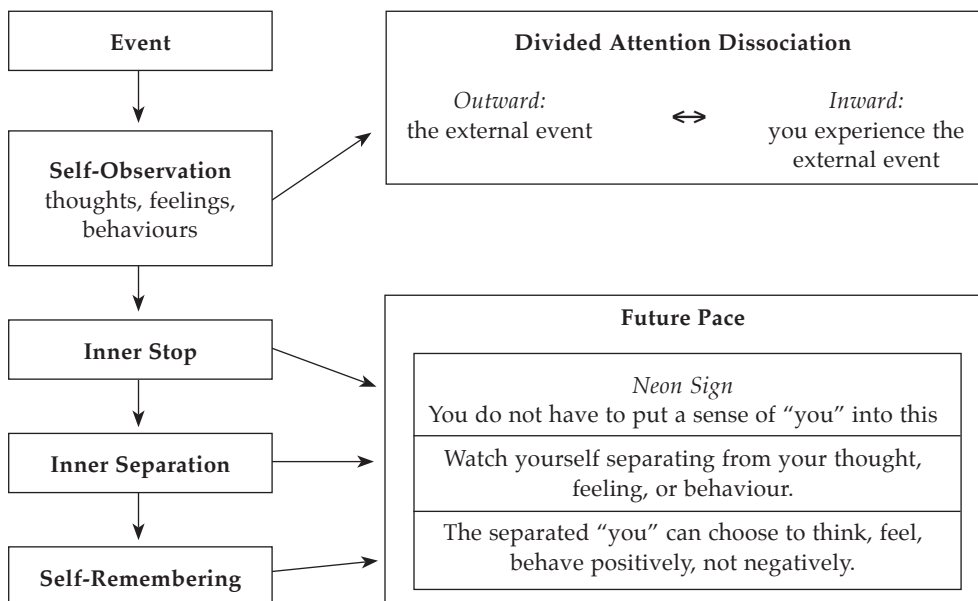 Event
Divided Attention Dissociation
Outward:
the external event
Inward:
you experience the
external event
Self-Observation
thoughts, feelings,
behaviours
Inner Stop
Inner Separation
Self-Remembering
Future Pace
Neon Sign
You do not have to put a sense of “you” into this
Watch yourself separating from your thought,
feeling, or behaviour.
The separated “you” can choose to think, feel,
behave positively, not negatively.